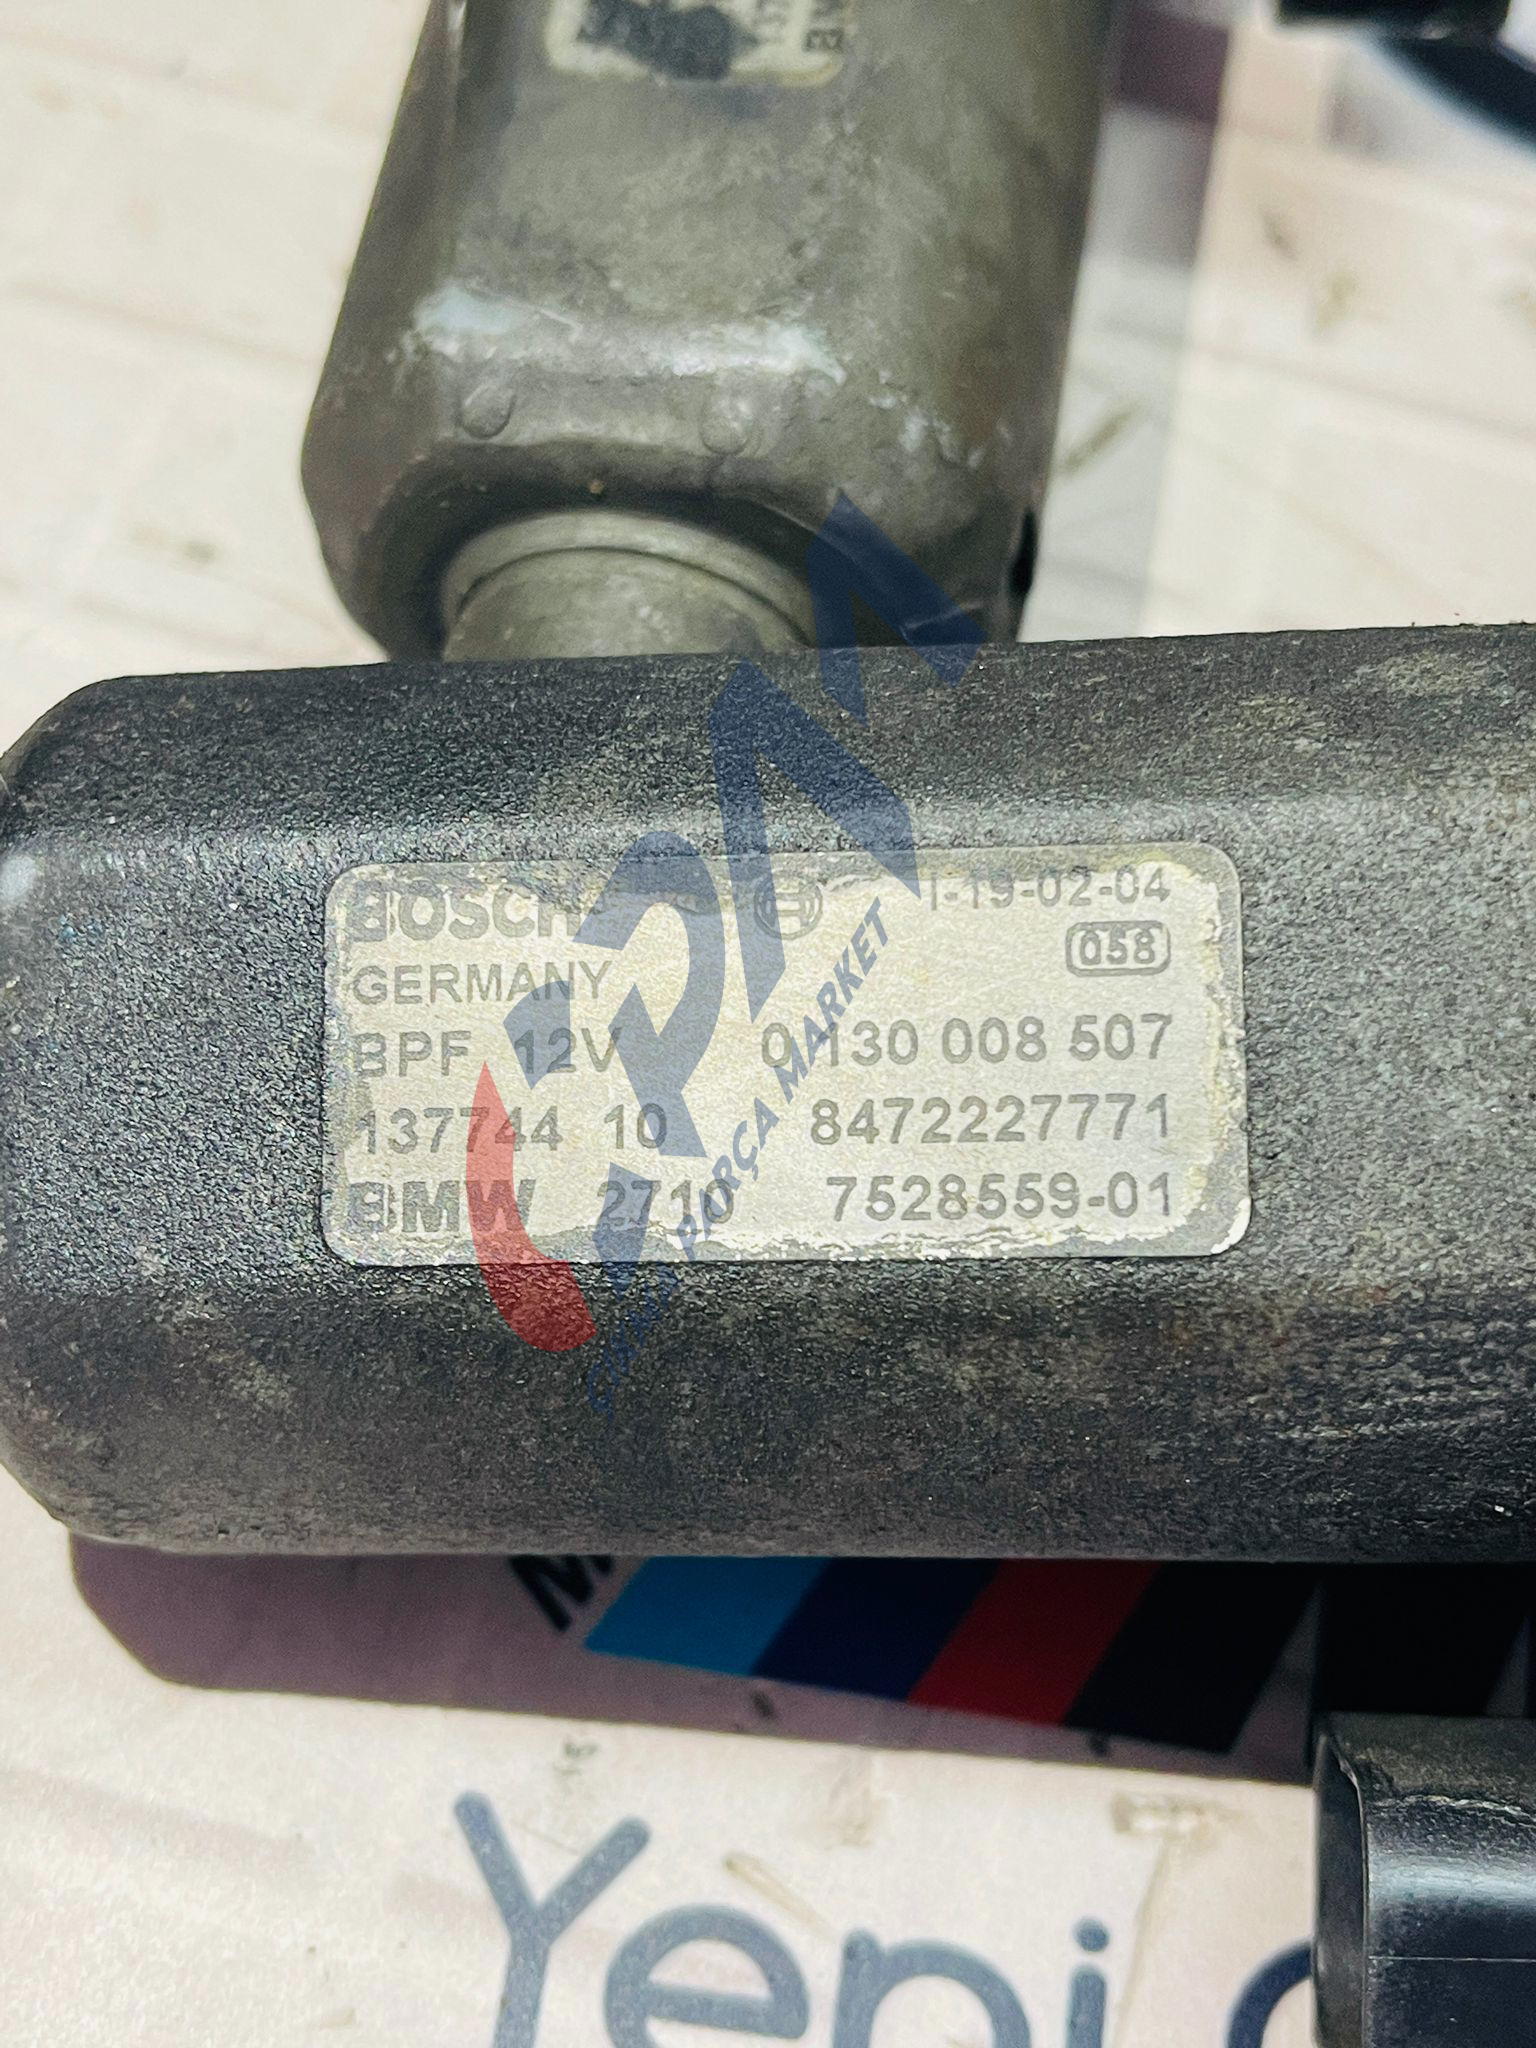 BOSCH I-19-02-04
GERMANY 058
BPF 12V 0 130 008 507
137744 10 8472227771
BMW 2710 7528559-01
ÇIKMA PARÇA MARKET
Yeni